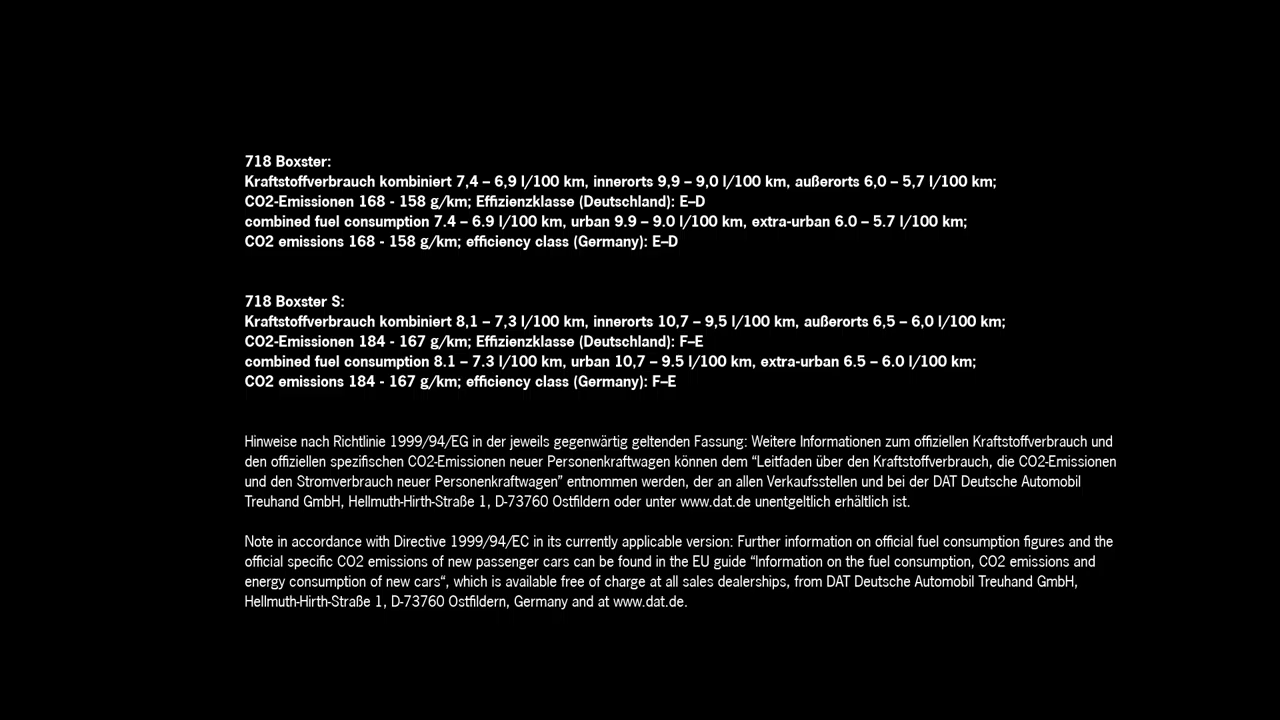 718 Boxster:
Kraftstoffverbrauch kombiniert 7,4 – 6,9 l/100 km, innerorts 9,9 – 9,0 l/100 km, außerorts 6,0 – 5,7 l/100 km;
CO2-Emissionen 168 - 158 g/km; Effizienzklasse (Deutschland): E–D
combined fuel consumption 7.4 – 6.9 l/100 km, urban 9.9 – 9.0 l/100 km, extra-urban 6.0 – 5.7 l/100 km;
CO2 emissions 168 - 158 g/km; efficiency class (Germany): E–D
718 Boxster S:
Kraftstoffverbrauch kombiniert 8,1 – 7,3 l/100 km, innerorts 10,7 – 9,5 l/100 km, außerorts 6,5 – 6,0 l/100 km;
CO2-Emissionen 184 - 167 g/km; Effizienzklasse (Deutschland): F–E
combined fuel consumption 8.1 – 7.3 l/100 km, urban 10,7 – 9.5 l/100 km, extra-urban 6.5 – 6.0 l/100 km;
CO2 emissions 184 - 167 g/km; efficiency class (Germany): F–E
Hinweise nach Richtlinie 1999/94/EG in der jeweils gegenwärtig geltenden Fassung: Weitere Informationen zum offiziellen Kraftstoffverbrauch und
den offiziellen spezifischen CO2-Emissionen neuer Personenkraftwagen können dem “Leitfaden über den Kraftstoffverbrauch, die CO2-Emissionen
und den Stromverbrauch neuer Personenkraftwagen” entnommen werden, der an allen Verkaufsstellen und bei der DAT Deutsche Automobil
Treuhand GmbH, Hellmuth-Hirth-Straße 1, D-73760 Ostfildern oder unter www.dat.de unentgeltlich erhältlich ist.
Note in accordance with Directive 1999/94/EC in its currently applicable version: Further information on official fuel consumption figures and the
official specific CO2 emissions of new passenger cars can be found in the EU guide “Information on the fuel consumption, CO2 emissions and
energy consumption of new cars“, which is available free of charge at all sales dealerships, from DAT Deutsche Automobil Treuhand GmbH,
Hellmuth-Hirth-Straße 1, D-73760 Ostfildern, Germany and at www.dat.de.